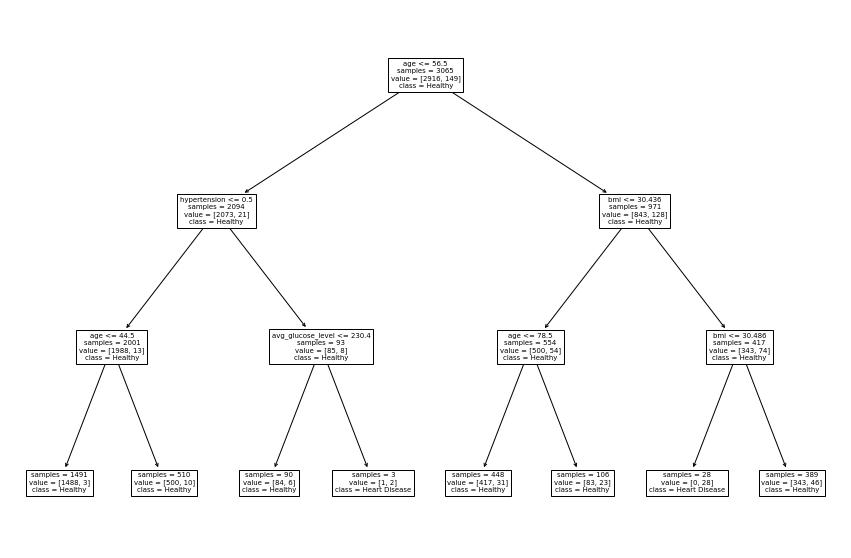 age <= 56.5
samples = 3065
value = [2916, 149]
class = Healthy
hypertension <= 0.5
samples = 2094
value = [2073, 21]
class = Healthy
bmi <= 30.436
samples = 971
value = [843, 128]
class = Healthy
age <= 44.5
samples = 2001
value = [1988, 13]
class = Healthy
avg_glucose_level <= 230.4
samples = 93
value = [85, 8]
class = Healthy
age <= 78.5
samples = 554
value = [500, 54]
class = Healthy
bmi <= 30.486
samples = 417
value = [343, 74]
class = Healthy
samples = 1491
value = [1488, 3]
class = Healthy
samples = 510
value = [500, 10]
class = Healthy
samples = 90
value = [84, 6]
class = Healthy
samples = 3
value = [1, 2]
class = Heart Disease
samples = 448
value = [417, 31]
class = Healthy
samples = 106
value = [83, 23]
class = Healthy
samples = 28
value = [0, 28]
class = Heart Disease
samples = 389
value = [343, 46]
class = Healthy